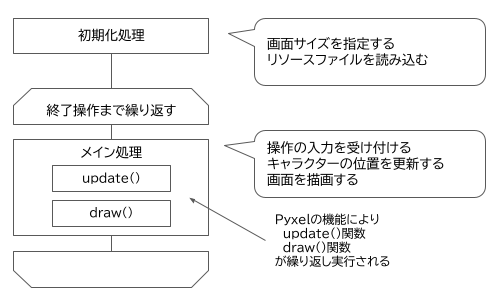 初期化処理
画面サイズを指定する
リソースファイルを読み込む
終了操作まで繰り返す
メイン処理
update()
draw()
操作の入力を受け付ける
キャラクターの位置を更新する
画面を描画する
Pyxelの機能により
update()関数
draw()関数
が繰り返し実行される